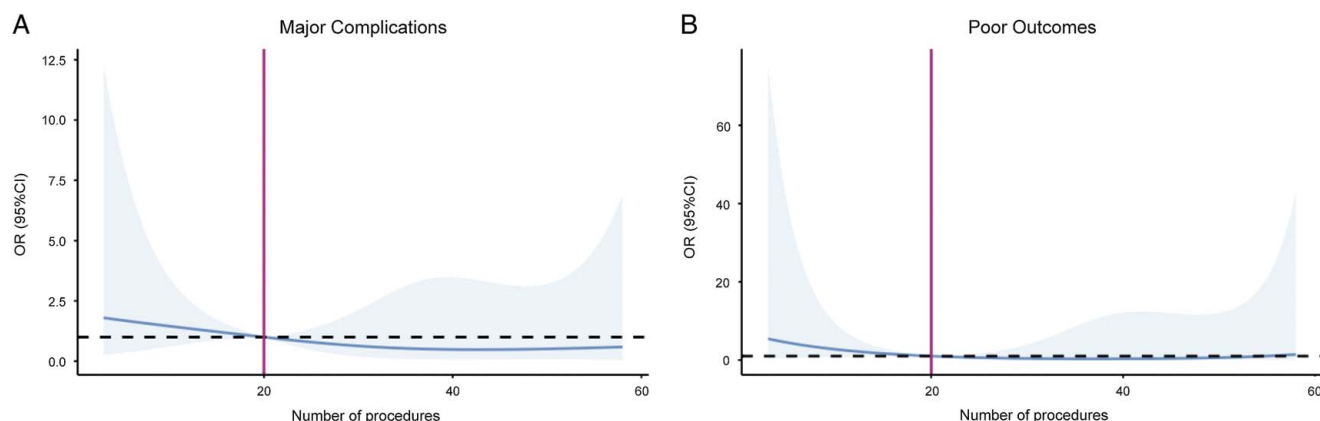 A
Major Complications
12.5
10.0
7.5
5.0
2.5
0.0
OR (95%CI)
20
40
60
Number of procedures
B
Poor Outcomes
60
40
20
0
OR (95%CI)
20
40
60
Number of procedures